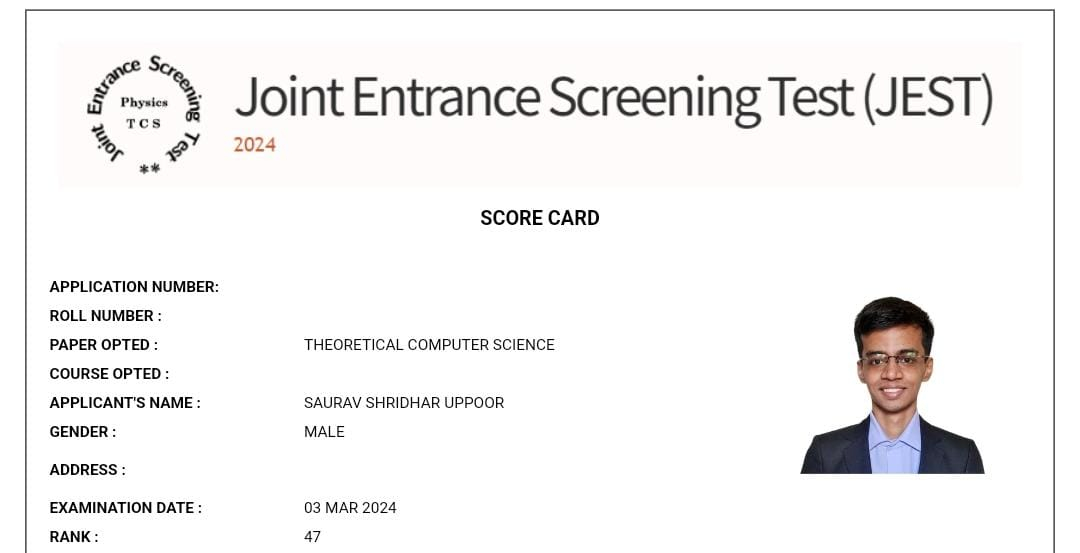 Joint Entrance Screening Test
Physics
TCS
**
Joint Entrance Screening Test (JEST)
2024
SCORE CARD
APPLICATION NUMBER:
ROLL NUMBER :
PAPER OPTED : THEORETICAL COMPUTER SCIENCE
COURSE OPTED :
APPLICANT'S NAME : SAURAV SHRIDHAR UPPOOR
GENDER : MALE
ADDRESS :
EXAMINATION DATE : 03 MAR 2024
RANK : 47